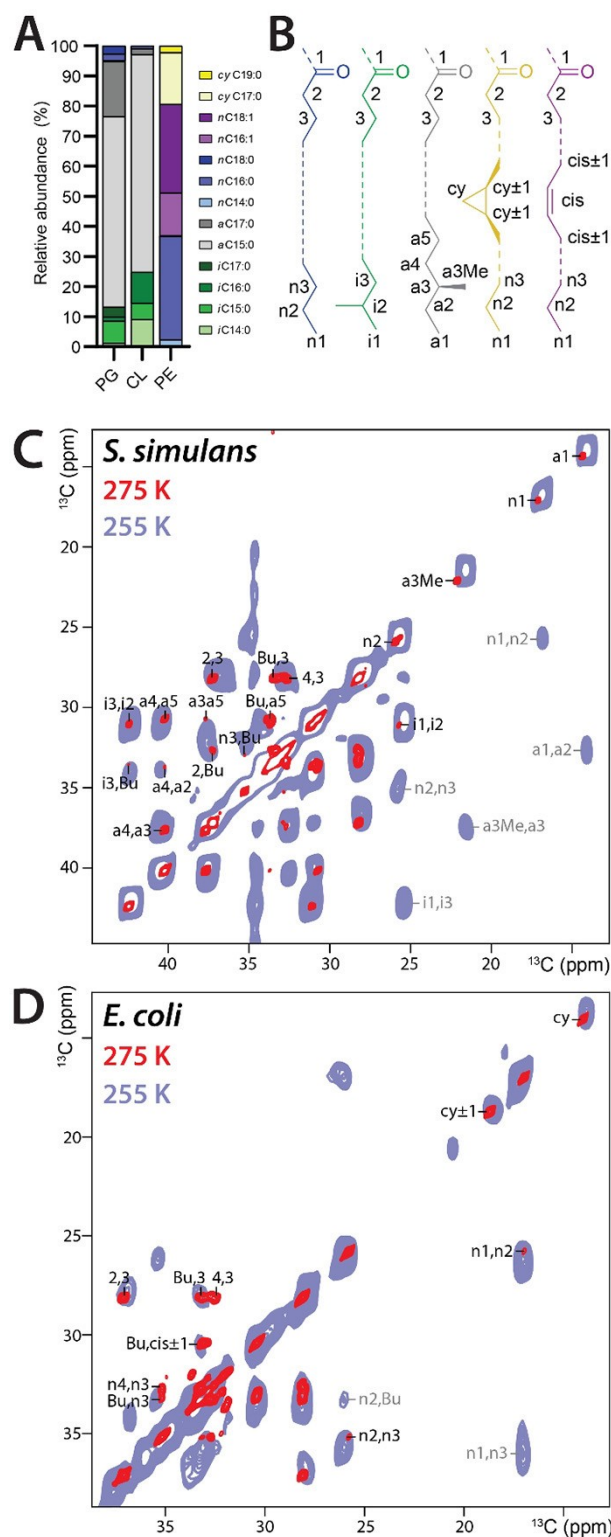 A
Relative abundance (%)
100
90
80
70
60
50
40
30
20
10
0
PG
CL
PE
cy C19:0
cy C17:0
nC18:1
nC16:1
nC18:0
nC16:0
nC14:0
aC17:0
aC15:0
iC17:0
iC16:0
iC15:0
iC14:0
B
1 O 1 O 1 O 1 O 1 O
2 2 2 2 2
3 3 3 3 3
cis±1
cy cy±1 cis
cy±1
cis±1
a5
a4 a3Me
n3 i3 a3 n3 n3
n2 i2 a2 n2 n2
n1 i1 a1 n1 n1
C
S. simulans
275 K
255 K
13C (ppm)
20
25
30
35
40
a1
n1
a3Me
n2
n1,n2
2,3
Bu,3
4,3
i3,i2
a4,a5
a3a5
Bu,a5
n3,Bu
i1,i2
i3,Bu
a4,a2
2,Bu
a1,a2
n2,n3
a4,a3
a3Me,a3
i1,i3
40 35 30 25 20 13C (ppm)
D
E. coli
275 K
255 K
13C (ppm)
20
25
30
35
cy
cy±1
n1,n2
2,3
Bu,3
4,3
Bu,cis±1
n4,n3
Bu,n3
n2,Bu
n2,n3
n1,n3
35 30 25 20 13C (ppm)